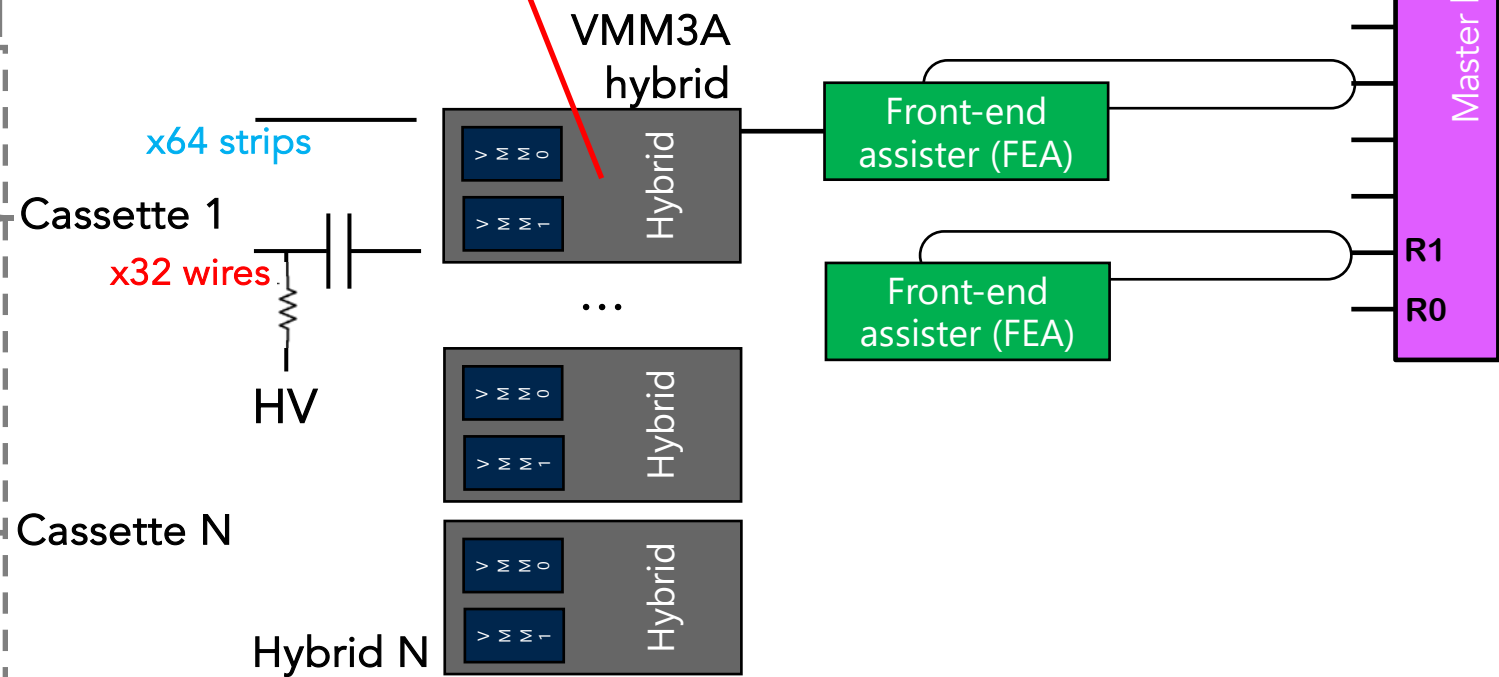 VMM3A
hybrid
Master
x64 strips
VMM0
VMM1
Hybrid
Front-end
assister (FEA)
Cassette 1
x32 wires
HV
R1
R0
...
Front-end
assister (FEA)
VMM0
VMM1
Hybrid
Cassette N
VMM0
VMM1
Hybrid
Hybrid N